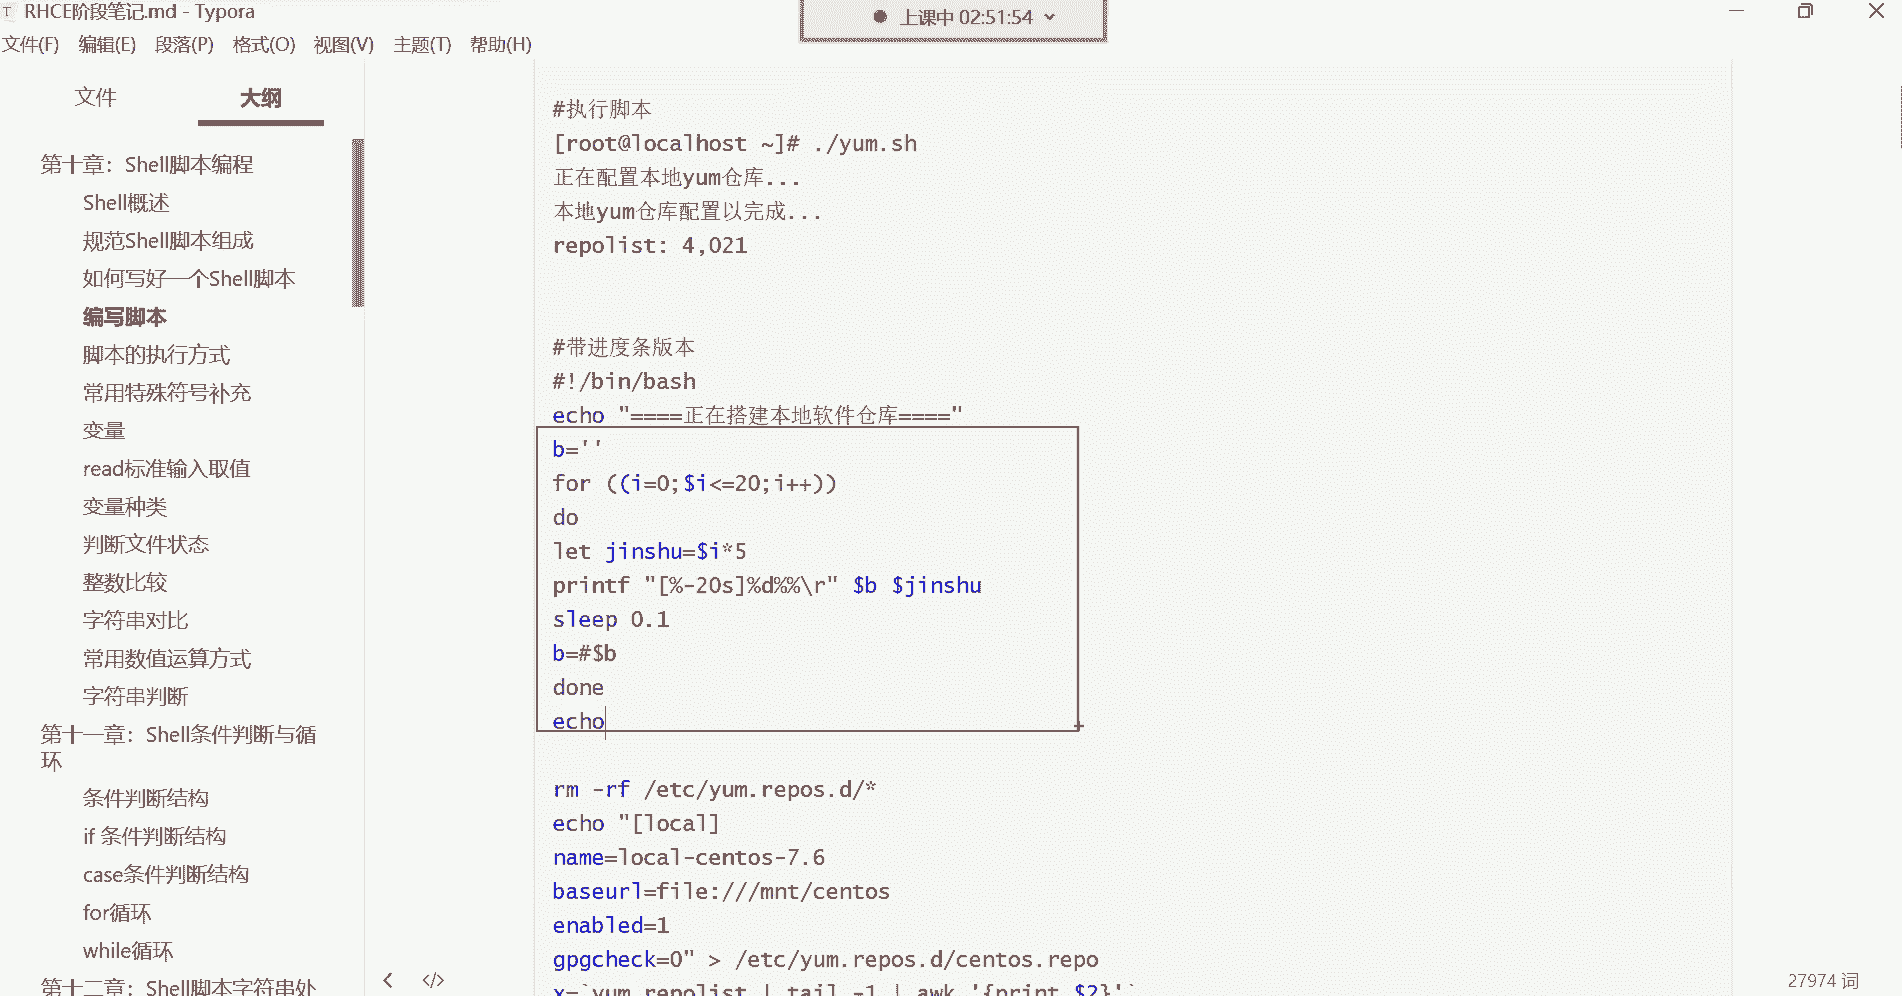 RHCE阶段笔记.md - Typora
上课中 02:51:54
文件(F) 编辑(E) 段落(P) 格式(O) 视图(V) 主题(T) 帮助(H)
文件 大纲
第十章：Shell脚本编程
Shell概述
规范Shell脚本组成
如何写好一个Shell脚本
编写脚本
脚本的执行方式
常用特殊符号补充
变量
read标准输入取值
变量种类
判断文件状态
整数比较
字符串对比
常用数值运算方式
字符串判断
第十一章：Shell条件判断与循
环
条件判断结构
if 条件判断结构
case条件判断结构
for循环
while循环
第十二章：Shell脚本字符串处
#执行脚本
[root@localhost ~]# ./yum.sh
正在配置本地yum仓库...
本地yum仓库配置以完成...
repolist: 4,021
#带进度条版本
#!/bin/bash
echo "====正在搭建本地软件仓库===="
b=''
for ((i=0;$i<=20;i++))
do
let jinshu=$i*5
printf "[%-20s]%d%%\r" $b $jinshu
sleep 0.1
b=#$b
done
echo
rm -rf /etc/yum.repos.d/*
echo "[local]
name=local-centos-7.6
baseurl=file:///mnt/centos
enabled=1
gpgcheck=0" > /etc/yum.repos.d/centos.repo
x=`yum repolist | tail -1 | awk '{print $2}'`
27974 词